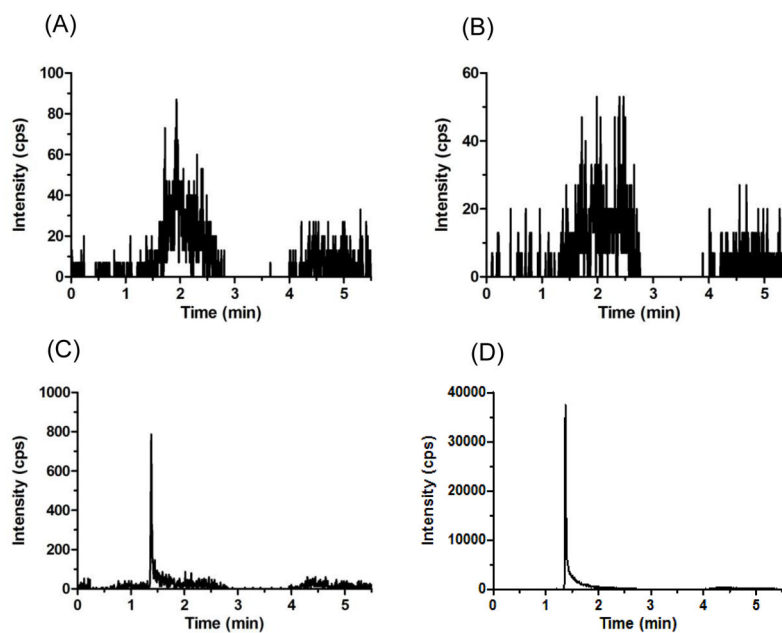 (A)
Intensity (cps)
100
80
60
40
20
0
0 1 2 3 4 5
Time (min)
(B)
Intensity (cps)
60
40
20
0
0 1 2 3 4 5
Time (min)
(C)
Intensity (cps)
1000
800
600
400
200
0
0 1 2 3 4 5
Time (min)
(D)
Intensity (cps)
40000
30000
20000
10000
0
0 1 2 3 4 5
Time (min)